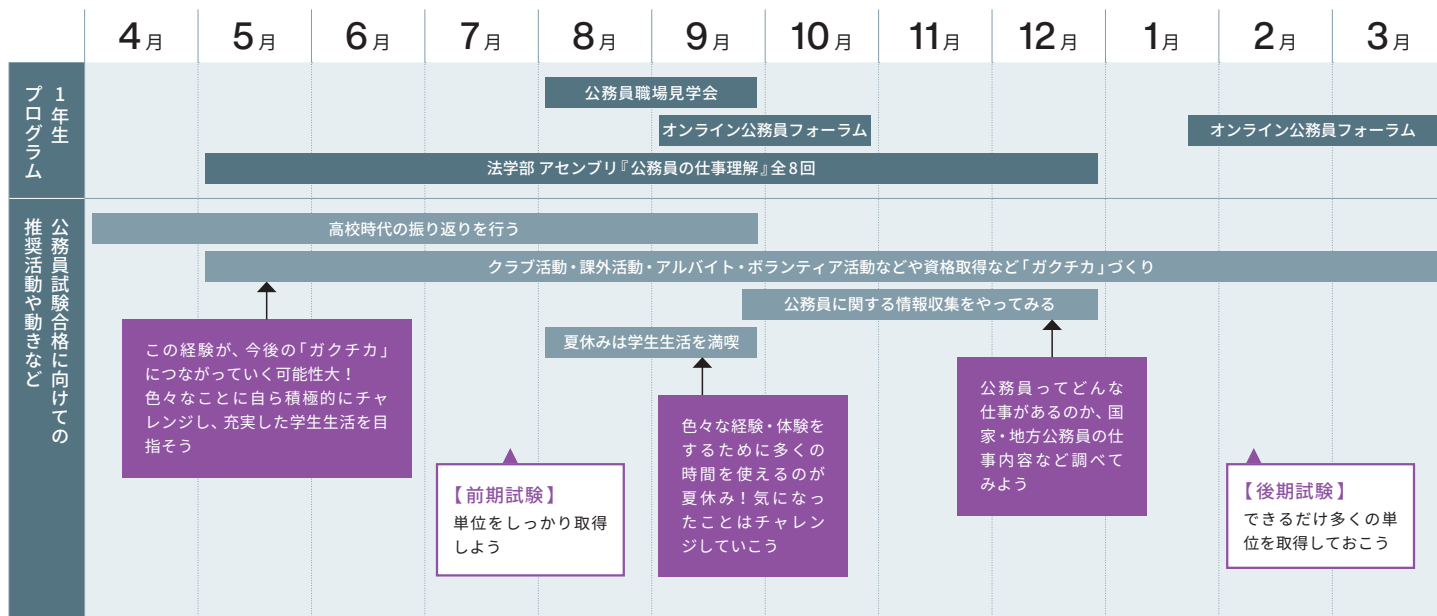 4月 5月 6月 7月 8月 9月 10月 11月 12月 1月 2月 3月
1年生
プログラム
公務員職場見学会
オンライン公務員フォーラム
オンライン公務員フォーラム
法学部 アセンブリ『公務員の仕事理解』全8回
公務員試験合格に向けての
推奨活動や動きなど
高校時代の振り返りを行う
クラブ活動・課外活動・アルバイト・ボランティア活動などや資格取得など「ガクチカ」づくり
公務員に関する情報収集をやってみる
夏休みは学生生活を満喫
この経験が、今後の「ガクチカ」
につながっていく可能性大！
色々なことに自ら積極的にチャ
レンジし、充実した学生生活を目
指そう
【前期試験】
単位をしっかり取得
しよう
色々な経験・体験を
するために多くの
時間を使えるのが
夏休み！気になっ
たことはチャレン
ジしていこう
公務員ってどんな
仕事があるのか、国
家・地方公務員の仕
事内容など調べて
みよう
【後期試験】
できるだけ多くの単
位を取得しておこう